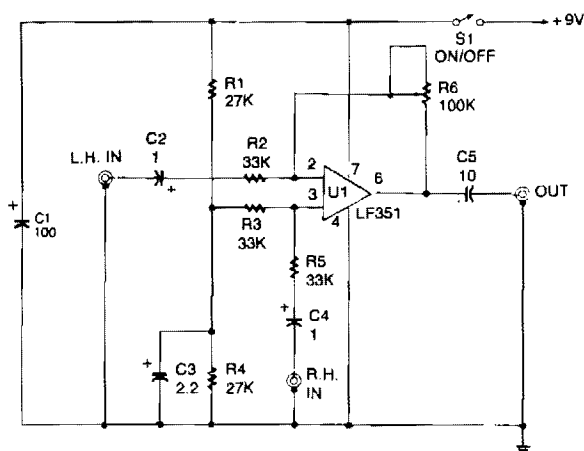 +9V
S1
ON/OFF
R1
27K
R6
100K
C2
1
L.H. IN
+
R2
33K
2
7
6
C5
10
3
U1
4
LF351
OUT
+
C1
100
R3
33K
R5
33K
+
C4
1
+
C3
2.2
R4
27K
R.H.
IN